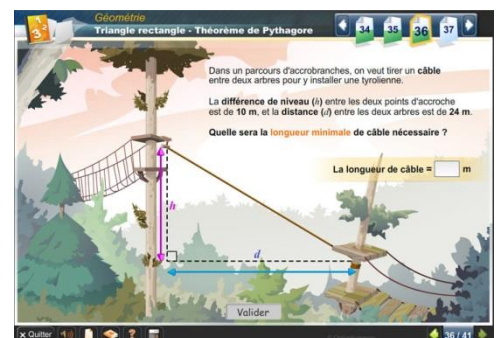 Géométrie
Triangle rectangle - Théorème de Pythagore
34 35 36 37
Dans un parcours d'accrobranches, on veut tirer un câble
entre deux arbres pour y installer une tyrolienne.
La différence de niveau (h) entre les deux points d'accroche
est de 10 m, et la distance (d) entre les deux arbres est de 24 m.
Quelle sera la longueur minimale de câble nécessaire ?
La longueur de câble = m
h
d
Valider
x Quitter ? 36 / 41